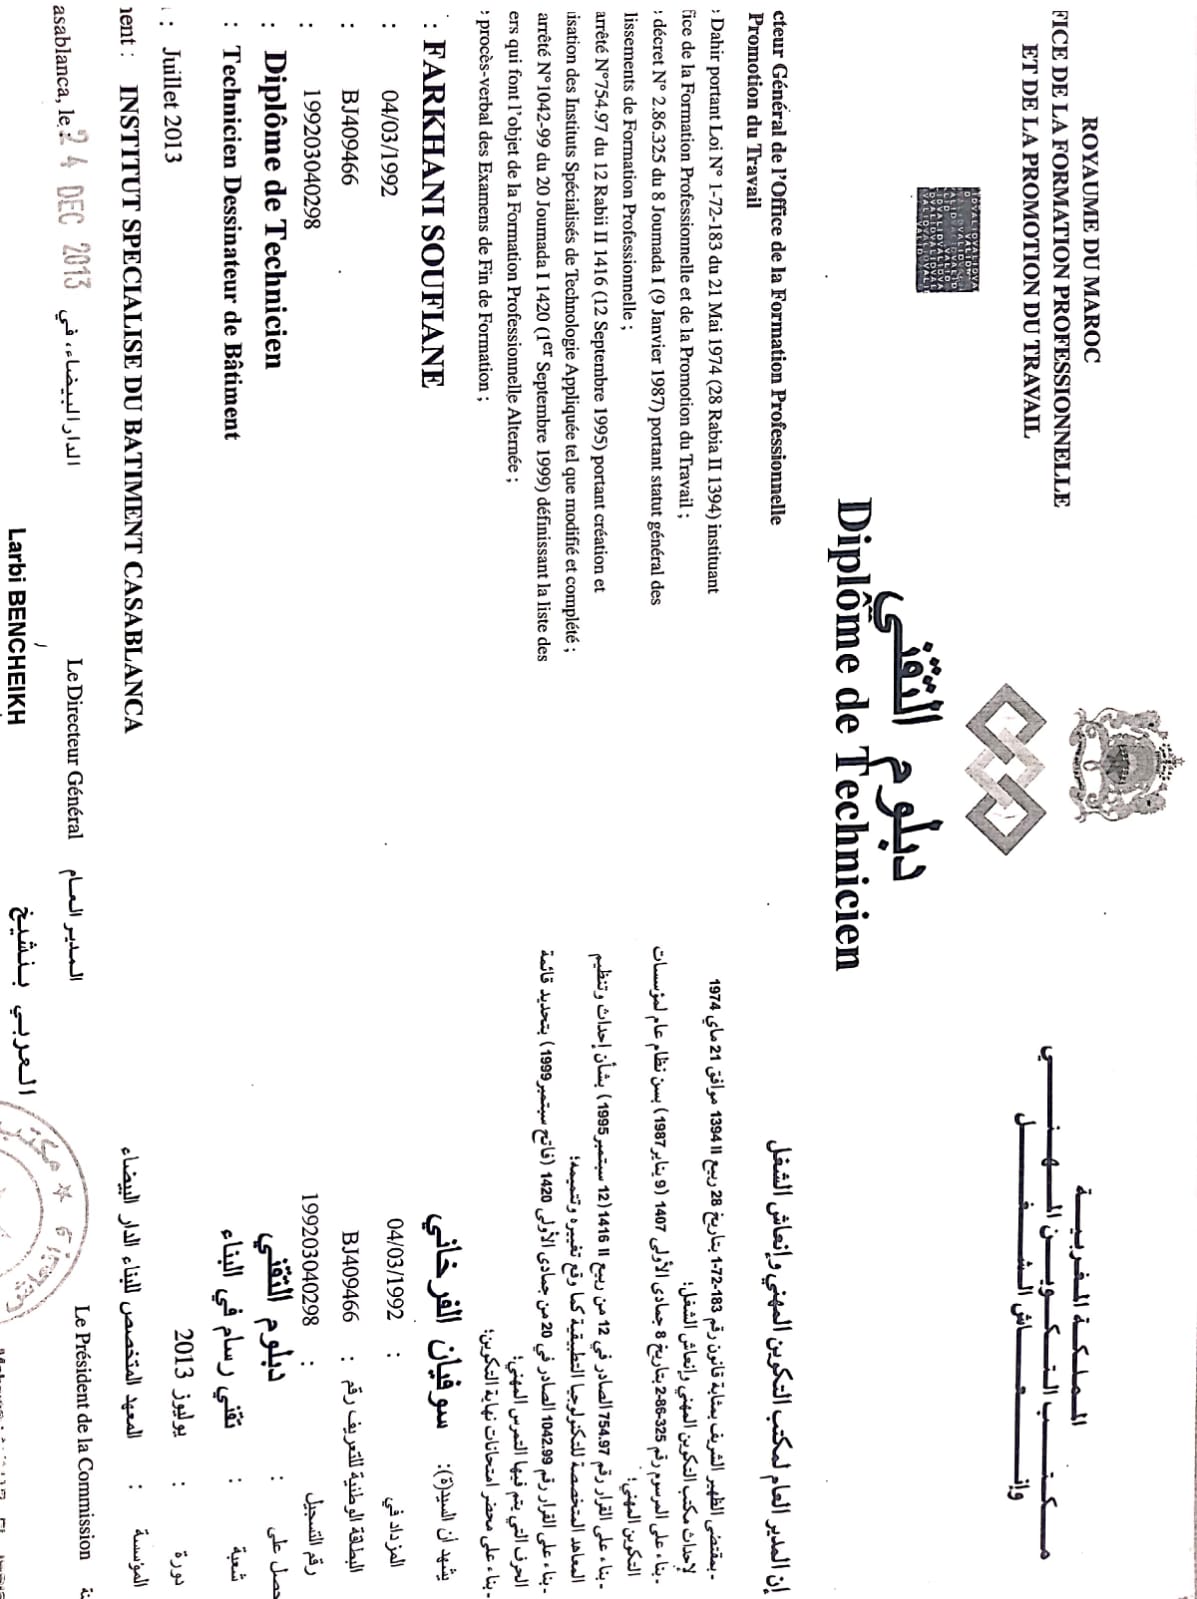 ROYAUME DU MAROC
FICE DE LA FORMATION PROFESSIONNELLE
ET DE LA PROMOTION DU TRAVAIL
المملكة المغربية
مكتب التكوين المهني
وإنعاش الشغل
دبلوم التقني
Diplôme de Technicien
cteur Général de l'Office de la Formation Professionnelle
Promotion du Travail
Dahir portant Loi N° 1-72-183 du 21 Mai 1974 (28 Rabia II 1394) instituant
fice de la Formation Professionnelle et de la Promotion du Travail ;
décret N° 2.86.325 du 8 Joumada I (9 Janvier 1987) portant statut général des
lissements de Formation Professionnelle ;
arrêté N°754.97 du 12 Rabii II 1416 (12 Septembre 1995) portant création et
isation des Instituts Spécialisés de Technologie Appliquée tel que modifié et complété ;
arrêté N°1042-99 du 20 Joumada I 1420 (1er Septembre 1999) définissant la liste des
ers qui font l'objet de la Formation Professionnelle Alternée ;
procès-verbal des Examens de Fin de Formation ;
إن المدير العام لمكتب التكوين المهني وإنعاش الشغل
- بمقتضى الظهير الشريف بمثابة قانون رقم 183-72-1 بتاريخ 28 ربيع II 1394 موافق 21 ماي 1974
لإحداث مكتب التكوين المهني وإنعاش الشغل؛
- بناء على المرسوم رقم 325-86-2 بتاريخ 8 جمادى الأولى 1407 (9 يناير 1987) بسن نظام عام لمؤسسات
التكوين المهني؛
- بناء على القرار رقم 754.97 الصادر في 12 من ربيع II 1416 (12 سبتمبر 1995) بشأن إحداث وتنظيم
المعاهد المتخصصة للتكنولوجيا التطبيقية كما وقع تغييره وتتميمه؛
- بناء على القرار رقم 1042.99 الصادر في 20 من جمادى الأولى 1420 (فاتح سبتمبر 1999) بتحديد قائمة
الحرف التي يتم فيها التمرس المهني؛
- بناء على محضر امتحانات نهاية التكوين؛
: FARKHANI SOUFIANE
يشهد أن السيد(ة): سوفيان الفرخاني
: 04/03/1992
المزداد في : 04/03/1992
: BJ409466
البطاقة الوطنية للتعريف رقم : BJ409466
: 199203040298
رقم التسجيل : 199203040298
: Diplôme de Technicien
حصل على : دبلوم التقني
: Technicien Dessinateur de Bâtiment
شعبة : تقني رسام في البناء
: Juillet 2013
دورة : يوليوز 2013
nent : INSTITUT SPECIALISE DU BATIMENT CASABLANCA
المؤسسة : المعهد المتخصص للبناء الدار البيضاء
asablanca, le : 24 DEC 2013 الدار البيضاء، في
Le Directeur Général المدير العام
Le Président de la Commission
Larbi BENCHEIKH العربي بنشيخ